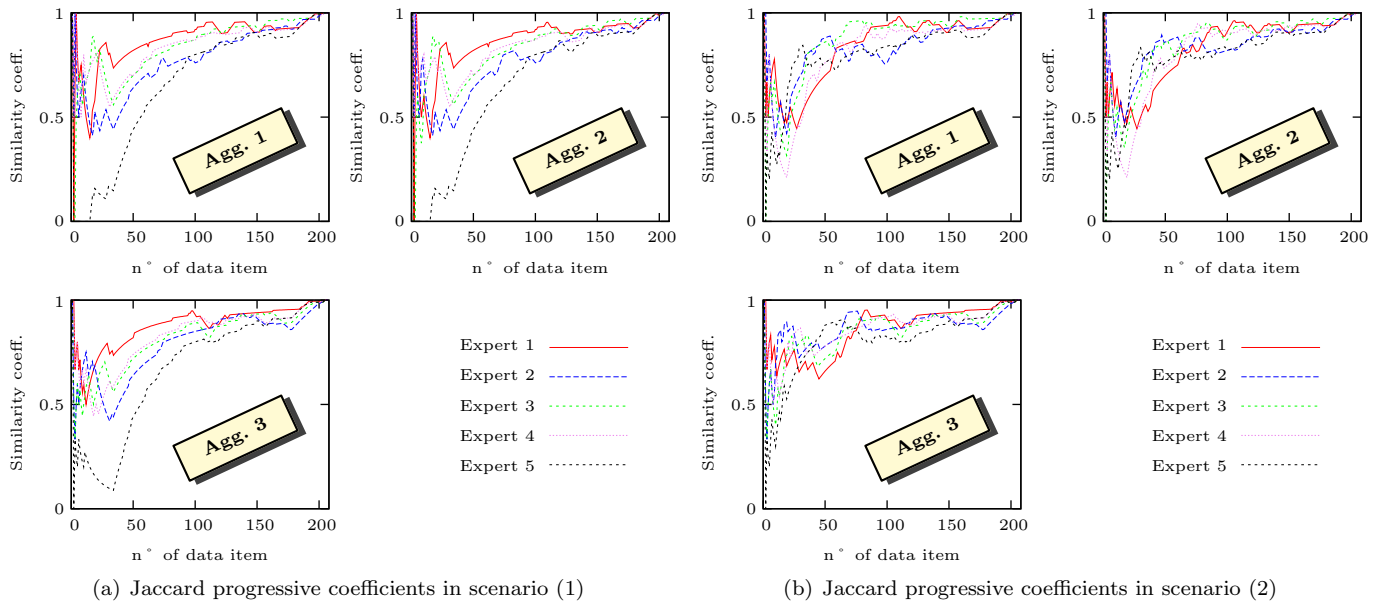 1
0.5
0
Similarity coeff.
0 50 100 150 200
n° of data item
Agg. 1
1
0.5
0
Similarity coeff.
0 50 100 150 200
n° of data item
Agg. 2
1
0.5
0
Similarity coeff.
0 50 100 150 200
n° of data item
Agg. 3
Expert 1
Expert 2
Expert 3
Expert 4
Expert 5
(a) Jaccard progressive coefficients in scenario (1)
1
0.5
0
Similarity coeff.
0 50 100 150 200
n° of data item
Agg. 1
1
0.5
0
Similarity coeff.
0 50 100 150 200
n° of data item
Agg. 2
1
0.5
0
Similarity coeff.
0 50 100 150 200
n° of data item
Agg. 3
Expert 1
Expert 2
Expert 3
Expert 4
Expert 5
(b) Jaccard progressive coefficients in scenario (2)